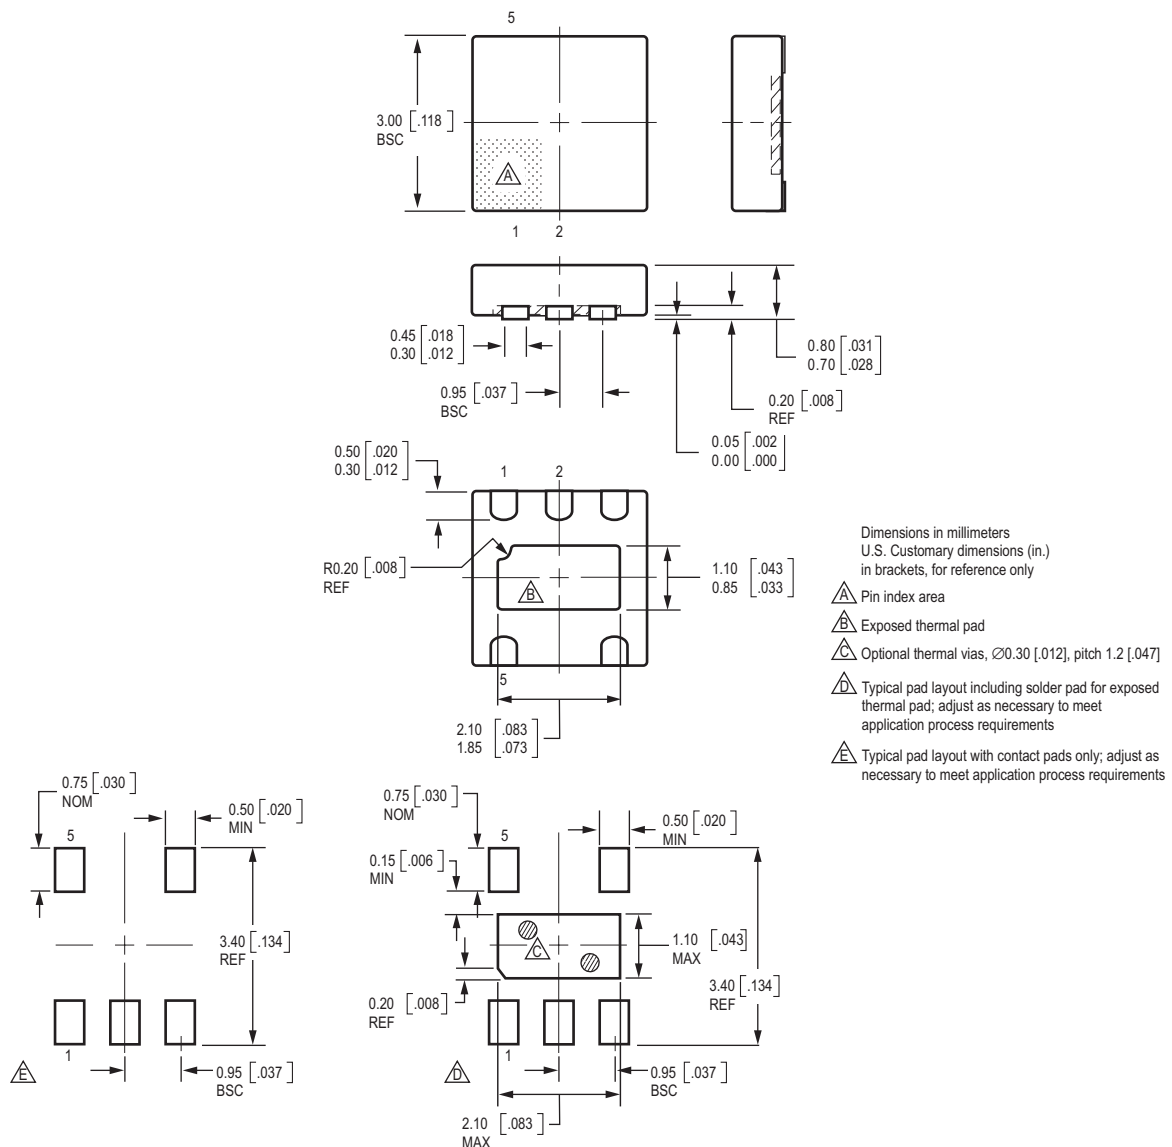 5
3.00 [.118]
BSC
A
1 2
0.45 [.018
0.30 .012]
0.95 [.037]
BSC
0.80 [.031
0.70 .028]
0.20 [.008]
REF
0.05 [.002
0.00 .000]
0.50 [.020
0.30 .012]
1 2
R0.20 [.008]
REF
B
1.10 [.043
0.85 .033]
5
2.10 [.083
1.85 .073]
Dimensions in millimeters
U.S. Customary dimensions (in.)
in brackets, for reference only
A Pin index area
B Exposed thermal pad
C Optional thermal vias, Ø0.30 [.012], pitch 1.2 [.047]
D Typical pad layout including solder pad for exposed
thermal pad; adjust as necessary to meet
application process requirements
E Typical pad layout with contact pads only; adjust as
necessary to meet application process requirements
0.75 [.030]
NOM
5
0.50 [.020]
MIN
3.40 [.134]
REF
1
E
0.95 [.037]
BSC
0.75 [.030]
NOM
5
0.50 [.020]
MIN
0.15 [.006]
MIN
C
1.10 [.043]
MAX
3.40 [.134]
REF
0.20 [.008]
REF
1
D
0.95 [.037]
BSC
2.10 [.083]
MAX